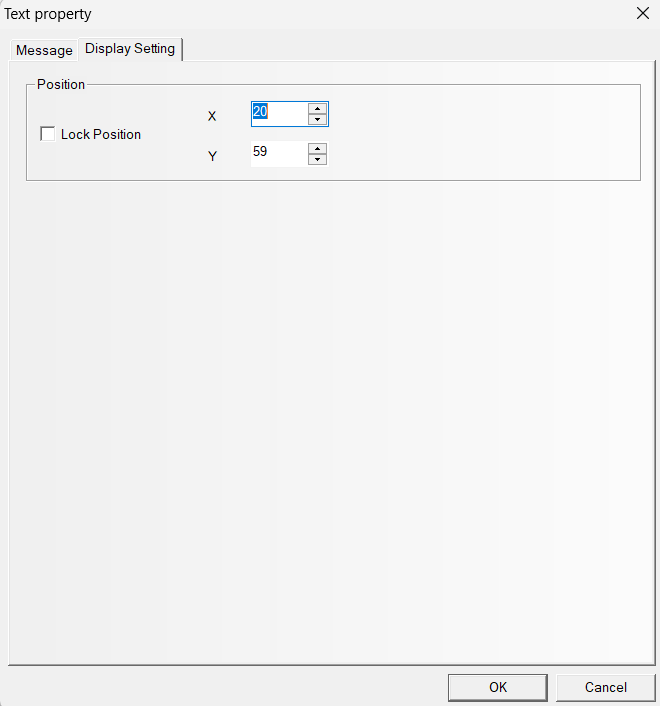 Text property
Message Display Setting
Position
X 20
Lock Position
Y 59
OK Cancel